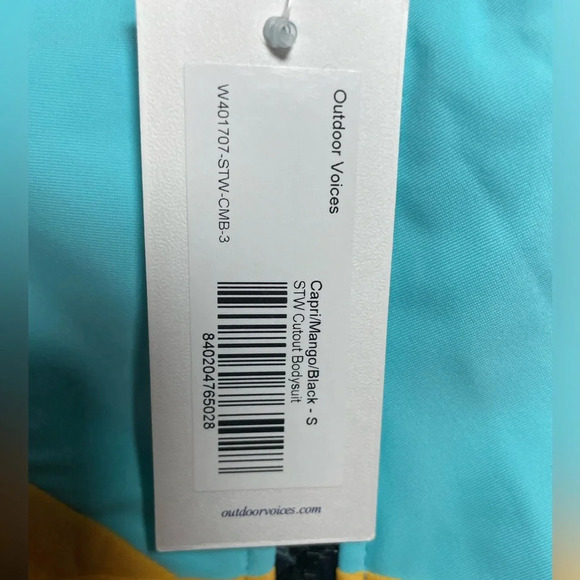 Outdoor Voices
W401707-STW-CMB-3
Capri/Mango/Black - S
STW Cutout Bodysuit
840204765028
outdoorvoices.com